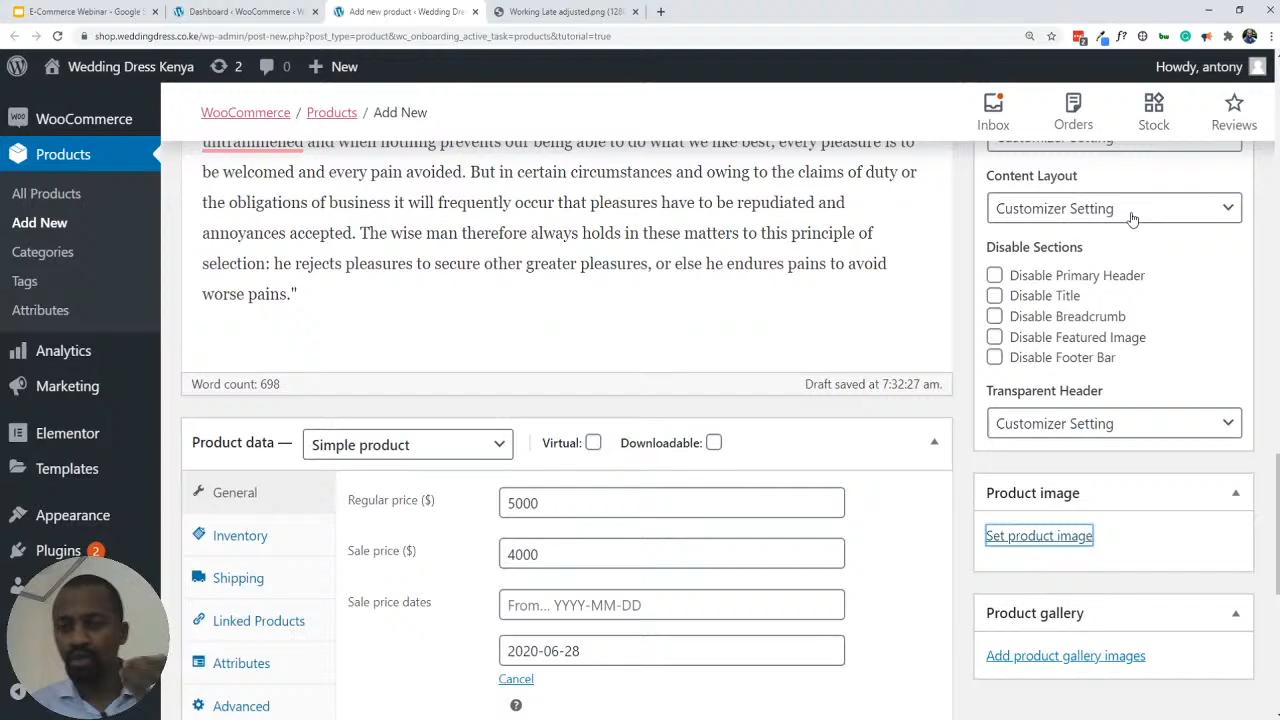 E-Commerce Webinar - Google S
Dashboard ‹ WooCommerce ‹ W
Add new product ‹ Wedding Dre
Working Late adjusted.png (128
shop.weddingdress.co.ke/wp-admin/post-new.php?post_type=product&wc_onboarding_active_task=products&tutorial=true
Wedding Dress Kenya
2
0
New
Howdy, antony
WooCommerce
Products
All Products
Add New
Categories
Tags
Attributes
Analytics
Marketing
Elementor
Templates
Appearance
Plugins 2
WooCommerce / Products / Add New
Inbox
Orders
Stock
Reviews
untrammelled and when nothing prevents our being able to do what we like best, every pleasure is to
be welcomed and every pain avoided. But in certain circumstances and owing to the claims of duty or
the obligations of business it will frequently occur that pleasures have to be repudiated and
annoyances accepted. The wise man therefore always holds in these matters to this principle of
selection: he rejects pleasures to secure other greater pleasures, or else he endures pains to avoid
worse pains."
Word count: 698
Draft saved at 7:32:27 am.
Product data —
Simple product
Virtual:
Downloadable:
General
Inventory
Shipping
Linked Products
Attributes
Advanced
Regular price ($)
5000
Sale price ($)
4000
Sale price dates
From... YYYY-MM-DD
2020-06-28
Cancel
Customizer Setting
Content Layout
Customizer Setting
Disable Sections
Disable Primary Header
Disable Title
Disable Breadcrumb
Disable Featured Image
Disable Footer Bar
Transparent Header
Customizer Setting
Product image
Set product image
Product gallery
Add product gallery images